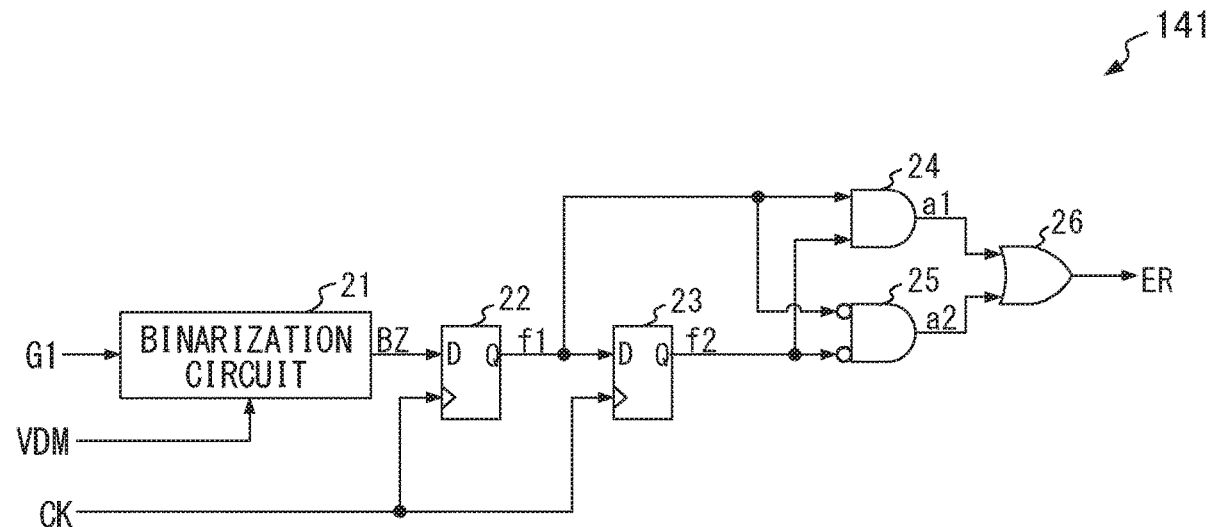 141
24
a1
26
ER
25
a2
21
BINARIZATION
CIRCUIT
G1
BZ
22
D Q
f1
23
D Q
f2
VDM
CK